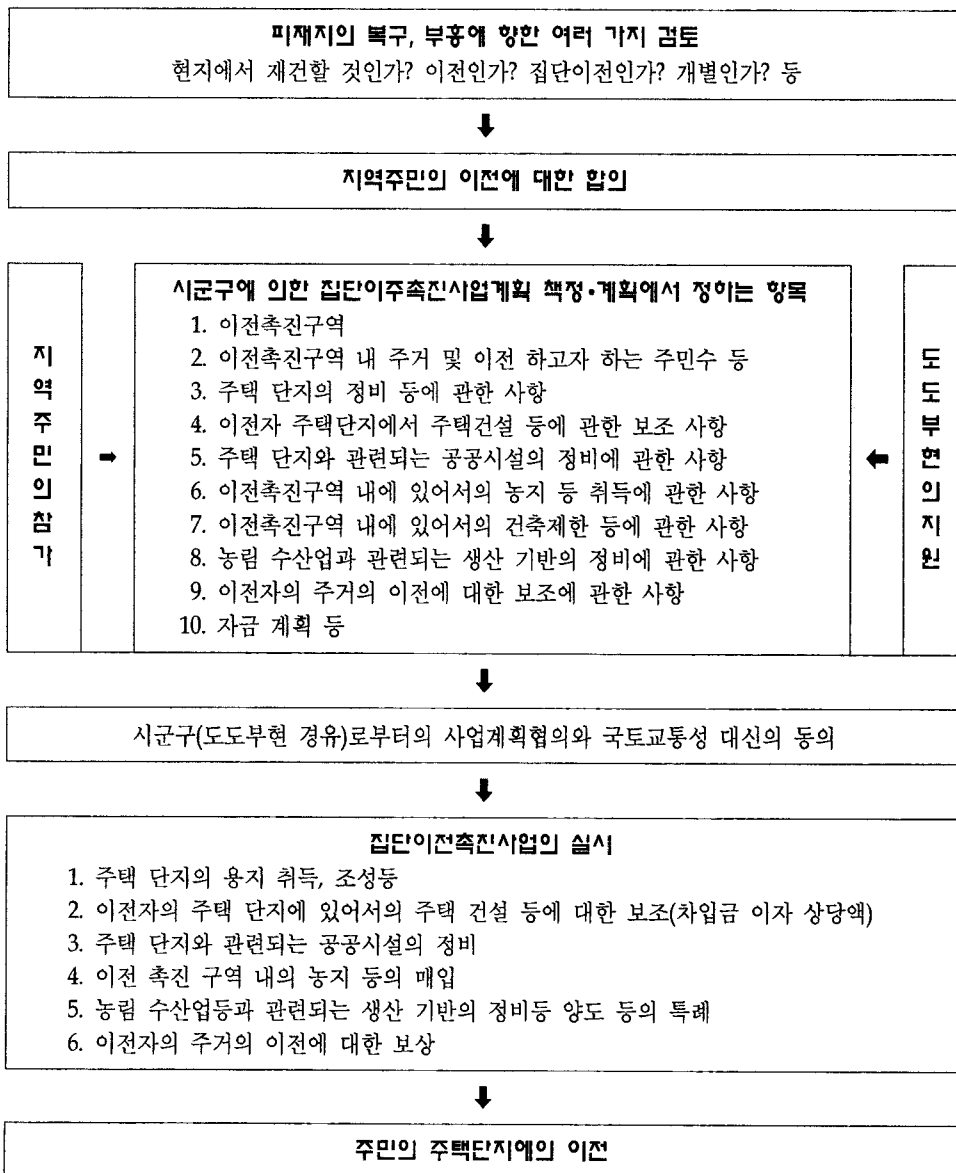 피재지의 복구, 부흥에 향한 여러 가지 검토
현지에서 재건할 것인가? 이전인가? 집단이전인가? 개별인가? 등
지역주민의 이전에 대한 합의
지역주민의참가
시군구에 의한 집단이주촉진사업계획 책정•계획에서 정하는 항목
1. 이전촉진구역
2. 이전촉진구역 내 주거 및 이전 하고자 하는 주민수 등
3. 주택 단지의 정비 등에 관한 사항
4. 이전자 주택단지에서 주택건설 등에 관한 보조 사항
5. 주택 단지와 관련되는 공공시설의 정비에 관한 사항
6. 이전촉진구역 내에 있어서의 농지 등 취득에 관한 사항
7. 이전촉진구역 내에 있어서의 건축제한 등에 관한 사항
8. 농림 수산업과 관련되는 생산 기반의 정비에 관한 사항
9. 이전자의 주거의 이전에 대한 보조에 관한 사항
10. 자금 계획 등
도도부현의지원
시군구(도도부현 경유)로부터의 사업계획협의와 국토교통성 대신의 동의
집단이전촉진사업의 실시
1. 주택 단지의 용지 취득, 조성등
2. 이전자의 주택 단지에 있어서의 주택 건설 등에 대한 보조(차입금 이자 상당액)
3. 주택 단지와 관련되는 공공시설의 정비
4. 이전 촉진 구역 내의 농지 등의 매입
5. 농림 수산업등과 관련되는 생산 기반의 정비등 양도 등의 특례
6. 이전자의 주거의 이전에 대한 보상
주민의 주택단지에의 이전